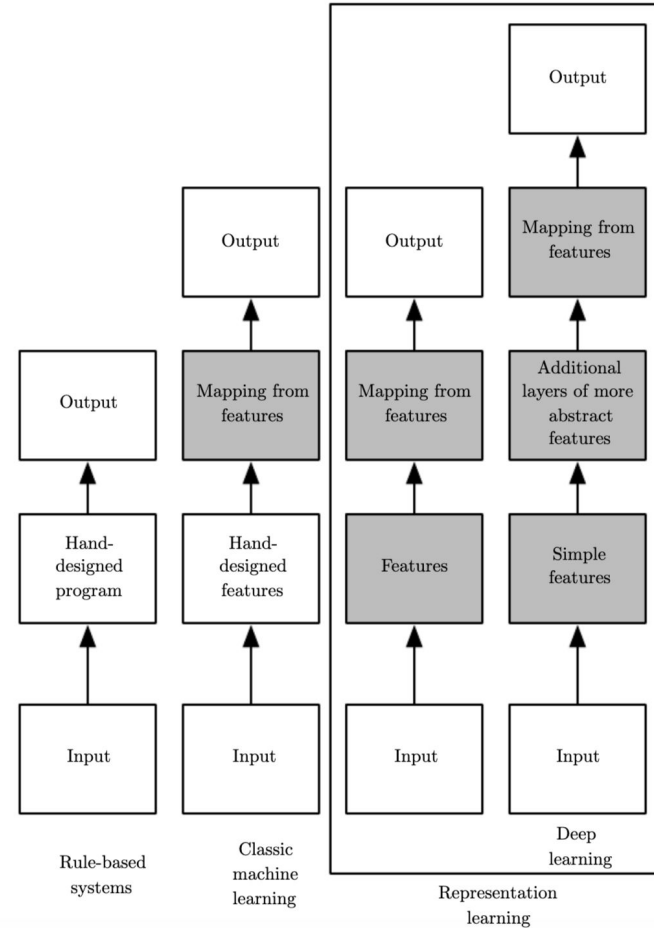 Output
Output
Output
Mapping from
features
Output
Mapping from
features
Mapping from
features
Additional
layers of more
abstract
features
Hand-
designed
program
Hand-
designed
features
Features
Simple
features
Input
Input
Input
Input
Rule-based
systems
Classic
machine
learning
Deep
learning
Representation
learning